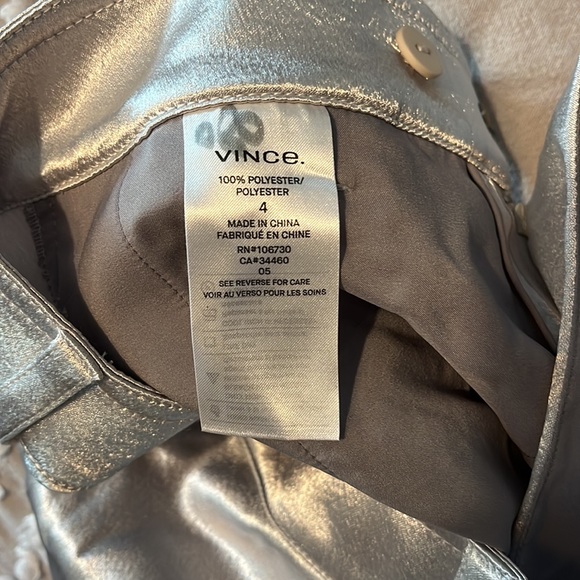 VINCE.
100% POLYESTER/
POLYESTER
4
MADE IN CHINA
FABRIQUÉ EN CHINE
RN#106730
CA#34460
05
SEE REVERSE FOR CARE
VOIR AU VERSO POUR LES SOINS